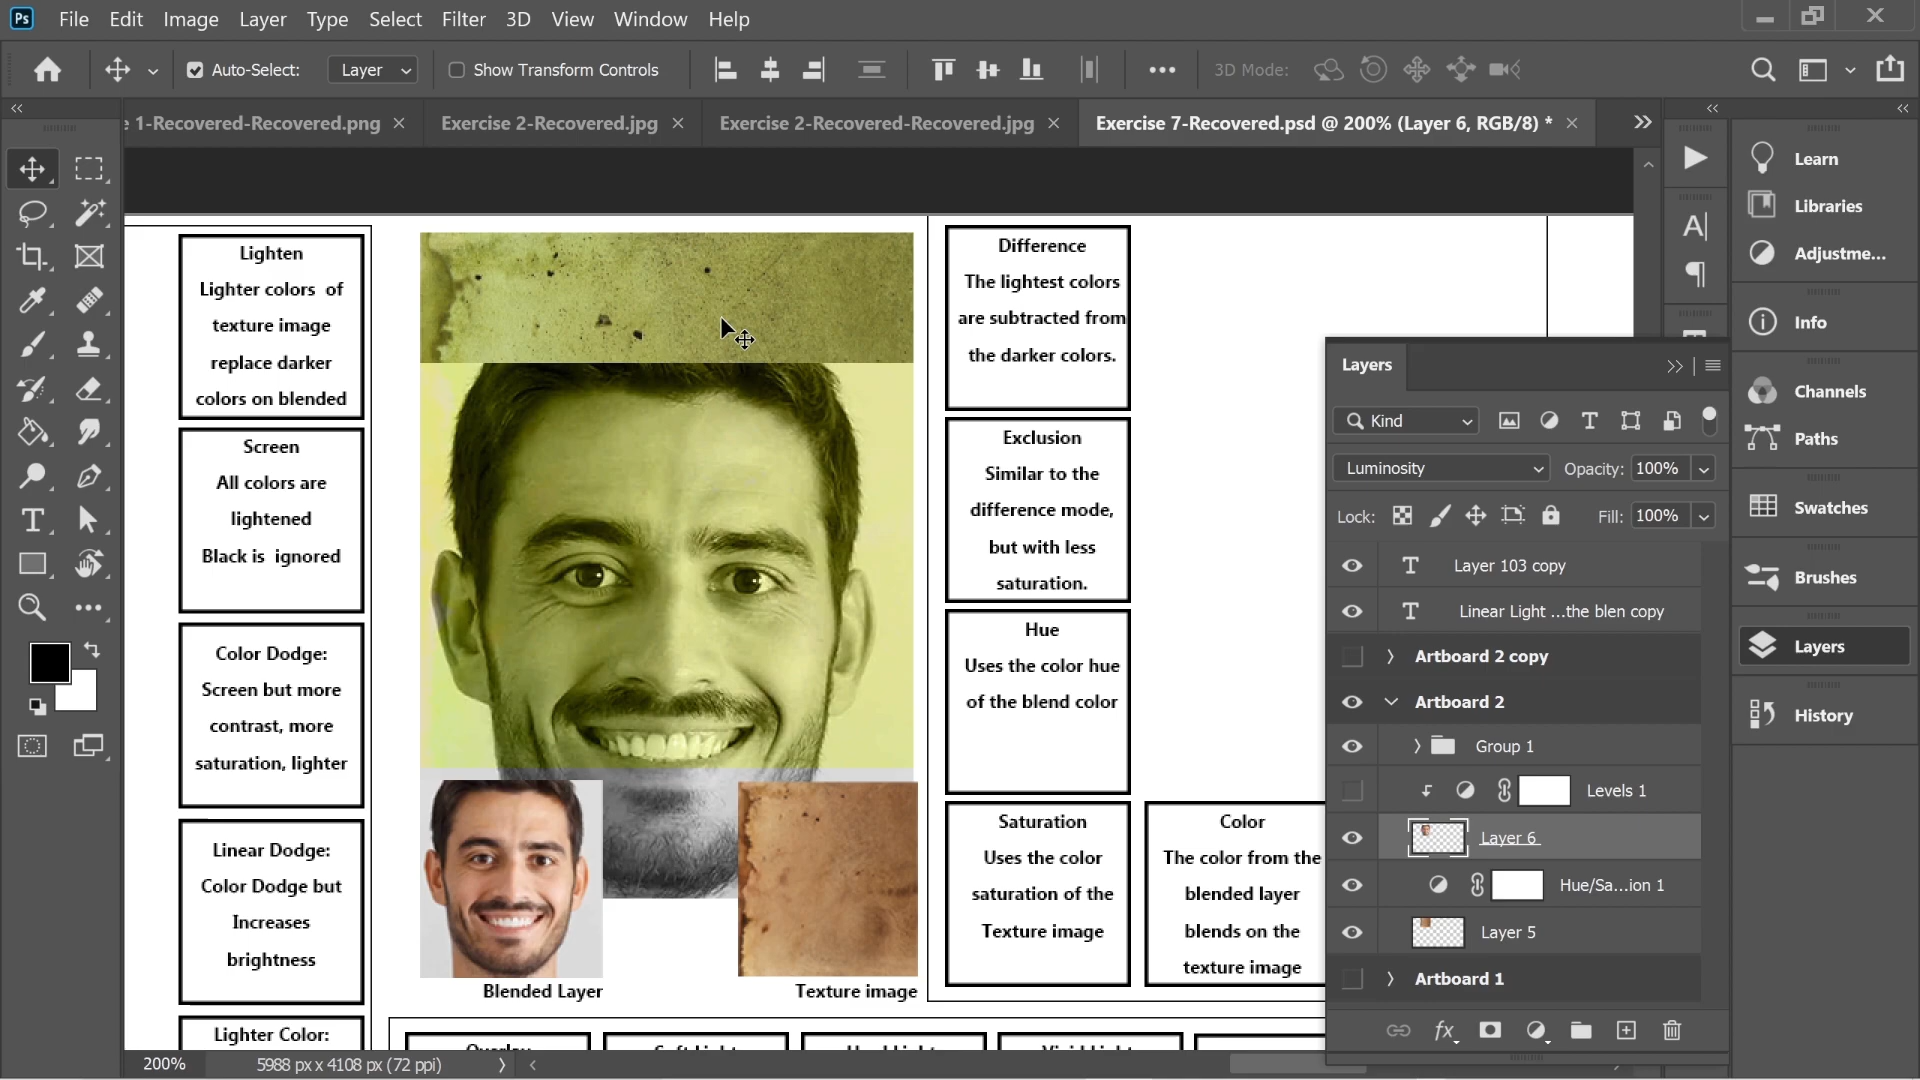 Ps
File Edit Image Layer Type Select Filter 3D View Window Help
Auto-Select: Layer Show Transform Controls 3D Mode:
e 1-Recovered-Recovered.png
Exercise 2-Recovered.jpg
Exercise 2-Recovered-Recovered.jpg
Exercise 7-Recovered.psd @ 200% (Layer 6, RGB/8) *
Lighten
Lighter colors of
texture image
replace darker
colors on blended
Screen
All colors are
lightened
Black is ignored
Color Dodge:
Screen but more
contrast, more
saturation, lighter
Linear Dodge:
Color Dodge but
Increases
brightness
Lighter Color:
Blended Layer
Texture image
Difference
The lightest colors
are subtracted from
the darker colors.
Exclusion
Similar to the
difference mode,
but with less
saturation.
Hue
Uses the color hue
of the blend color
Saturation
Uses the color
saturation of the
Texture image
Color
The color from the
blended layer
blends on the
texture image
Layers
Kind
Luminosity Opacity: 100%
Lock: Fill: 100%
Layer 103 copy
Linear Light ...the blen copy
Artboard 2 copy
Artboard 2
Group 1
Levels 1
Layer 6
Hue/Sa...ion 1
Layer 5
Artboard 1
Learn
Libraries
Adjustme...
Info
Channels
Paths
Swatches
Brushes
Layers
History
200% 5988 px x 4108 px (72 ppi)